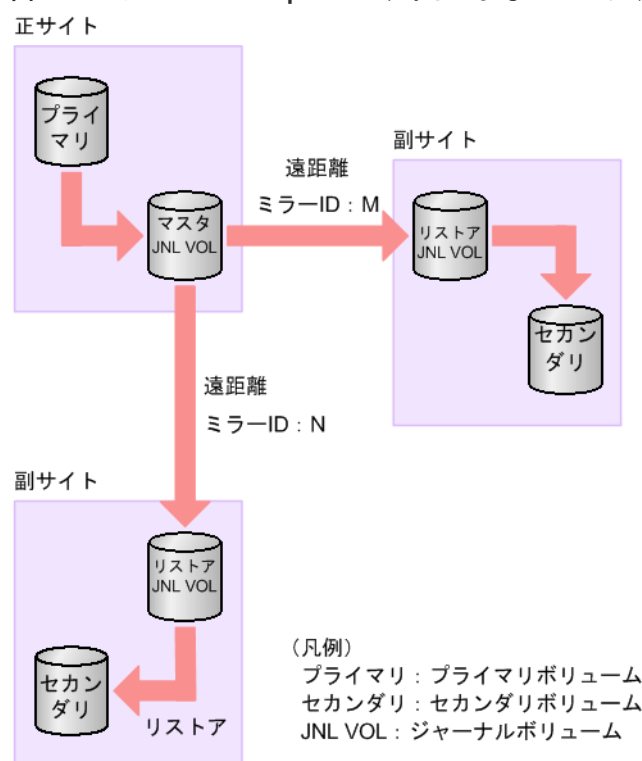 正サイト
プライ
マリ
マスタ
JNL VOL
遠距離
ミラーID：M
副サイト
リストア
JNL VOL
セカン
ダリ
遠距離
ミラーID：N
副サイト
リストア
JNL VOL
セカン
ダリ
リストア
（凡例）
プライマリ：プライマリボリューム
セカンダリ：セカンダリボリューム
JNL VOL：ジャーナルボリューム